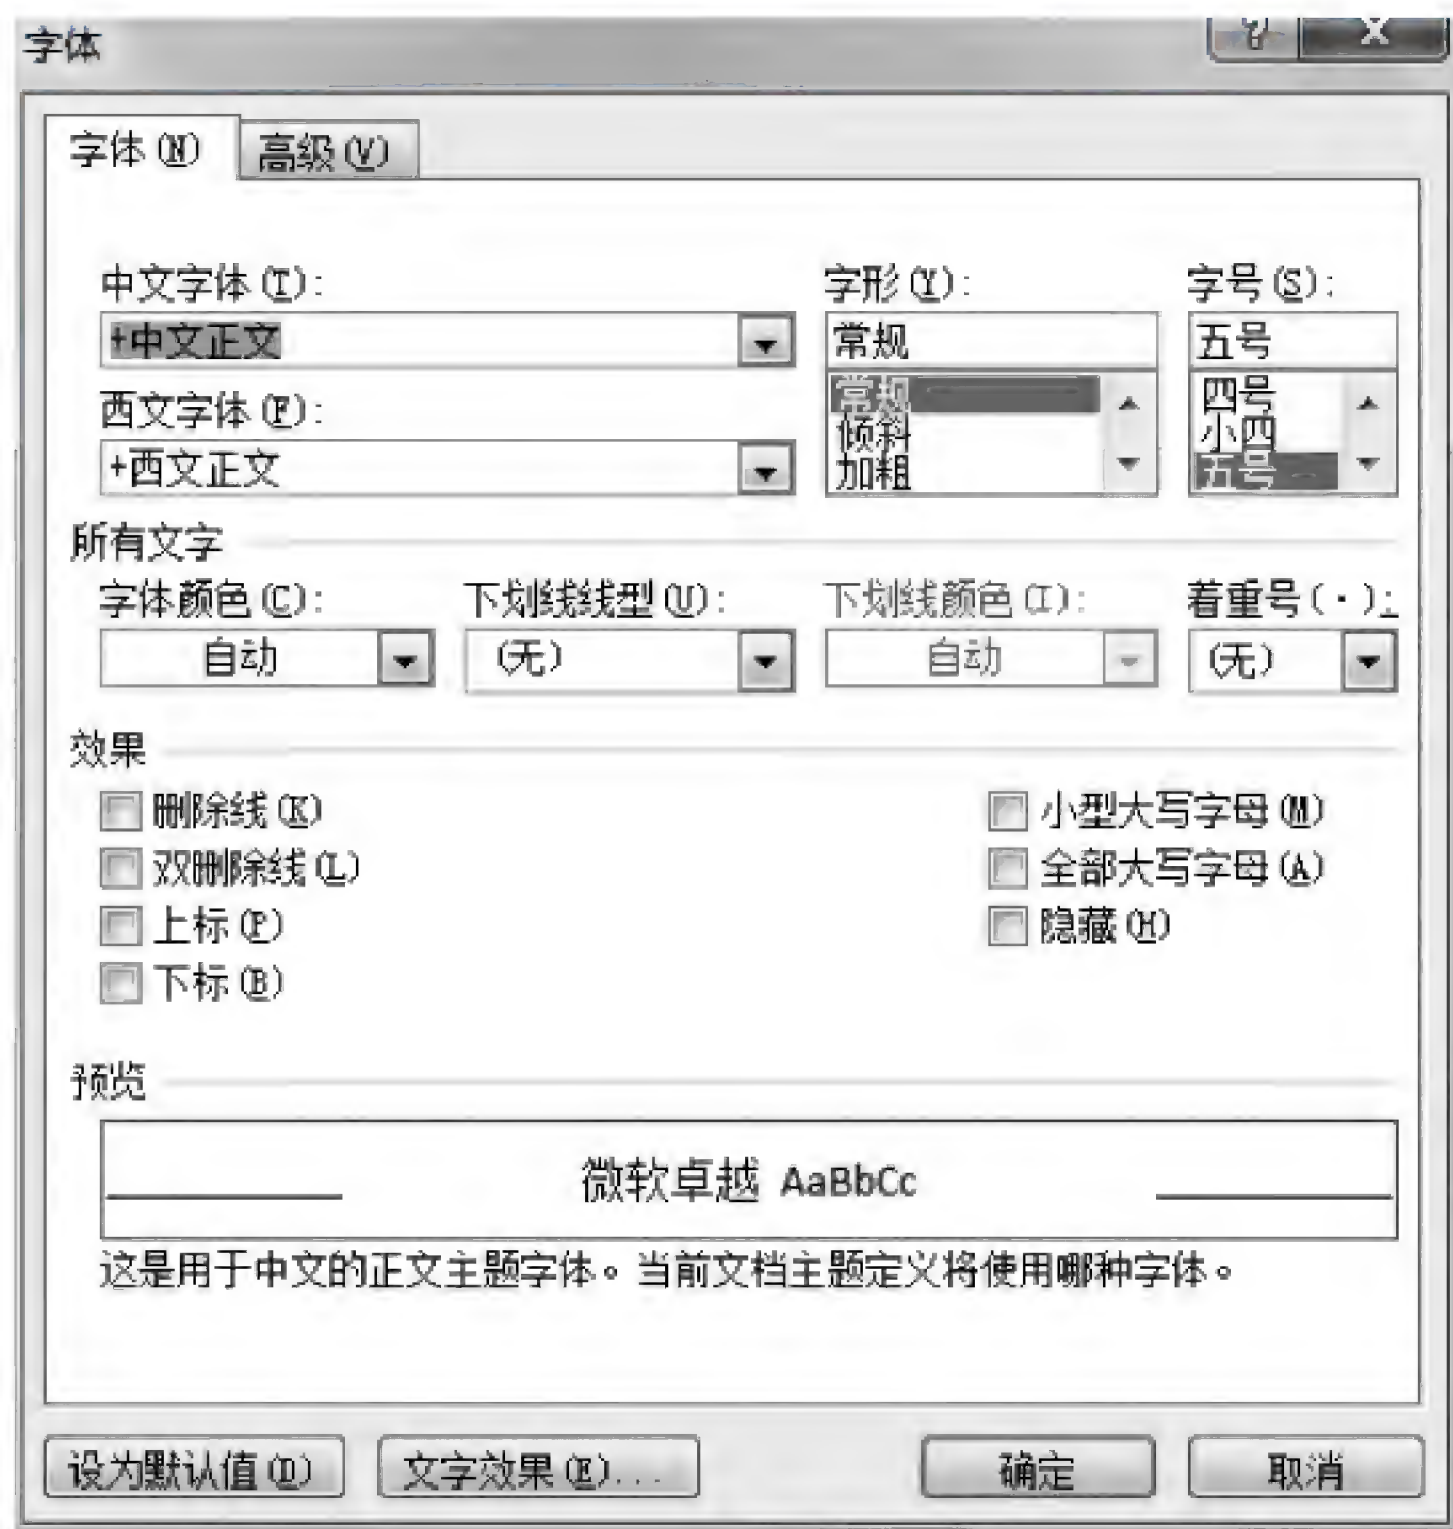 字体
? X
字体(N) 高级(V)
中文字体(T): 字形(Y): 字号(S):
+中文正文 常规 五号
常规 四号
西文字体(F): 倾斜 小四
+西文正文 加粗 五号
所有文字
字体颜色(C): 下划线线型(U): 下划线颜色(I): 着重号(·):
自动 (无) 自动 (无)
效果
删除线(K) 小型大写字母(M)
双删除线(L) 全部大写字母(A)
上标(P) 隐藏(H)
下标(B)
预览
微软卓越 AaBbCc
这是用于中文的正文主题字体。当前文档主题定义将使用哪种字体。
设为默认值(D) 文字效果(E)... 确定 取消